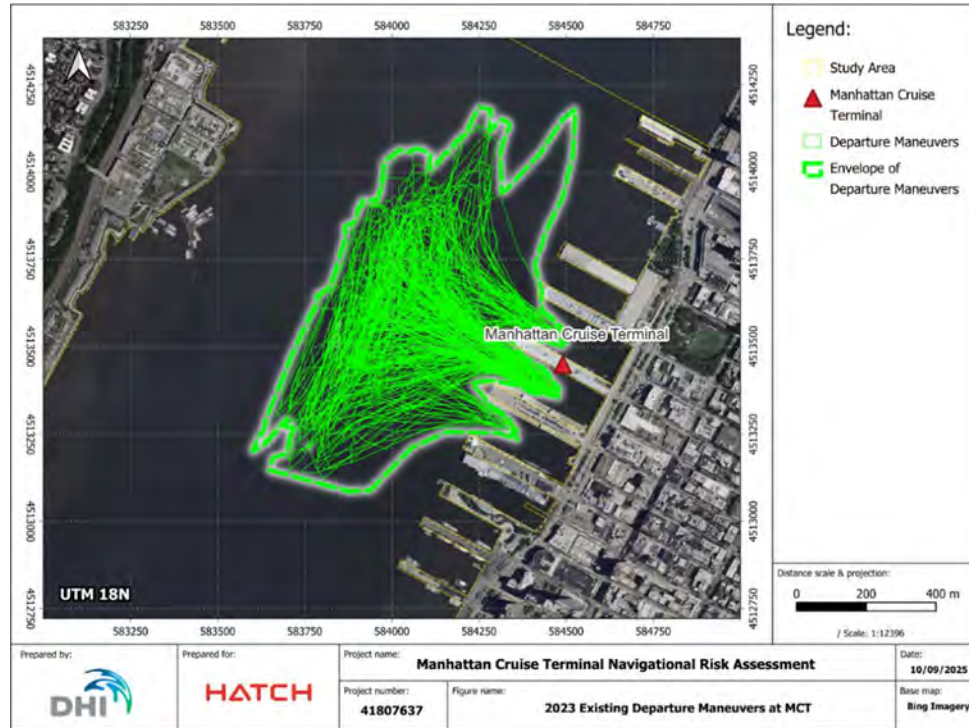 583250 583500 583750 584000 584250 584500 584750
4514250
4514000
4513750
4513500
4513250
4513000
4512750
4514250
4514000
4513750
4513500
4513250
4513000
4512750
Manhattan Cruise Terminal
UTM 18N
583250 583500 583750 584000 584250 584500 584750
Legend:
Study Area
Manhattan Cruise
Terminal
Departure Maneuvers
Envelope of
Departure Maneuvers
Distance scale & projection:
0 200 400 m
/ Scale: 1:12396
Prepared by:
DHI
Prepared for:
HATCH
Project name:
Manhattan Cruise Terminal Navigational Risk Assessment
Date:
10/09/2025
Project number:
41807637
Figure name:
2023 Existing Departure Maneuvers at MCT
Base map:
Bing Imagery